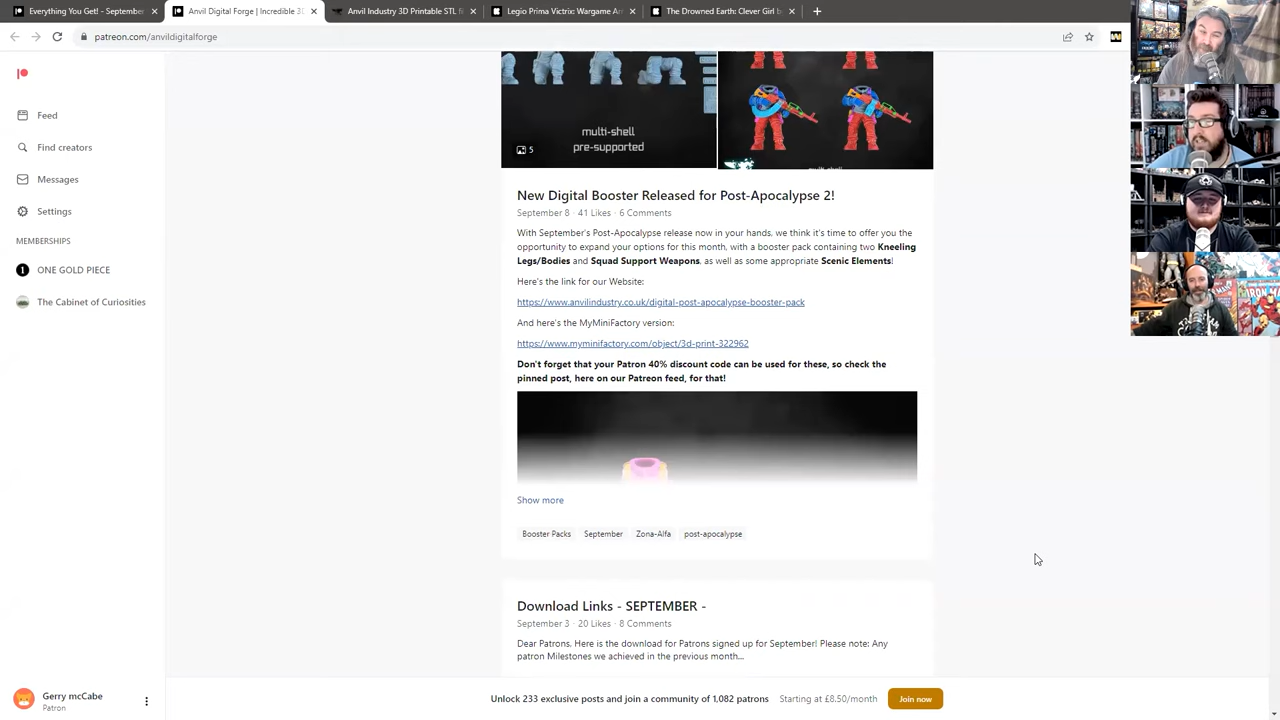 Everything You Get! - September
Anvil Digital Forge | Incredible 3D
Anvil Industry 3D Printable STL fi
Legio Prima Victrix: Wargame Arm
The Drowned Earth: Clever Girl b
patreon.com/anvildigitalforge
Feed
Find creators
Messages
Settings
MEMBERSHIPS
ONE GOLD PIECE
The Cabinet of Curiosities
multi-shell
pre-supported
5
New Digital Booster Released for Post-Apocalypse 2!
September 8 · 41 Likes · 6 Comments
With September's Post-Apocalypse release now in your hands, we think it's time to offer you the
opportunity to expand your options for this month, with a booster pack containing two Kneeling
Legs/Bodies and Squad Support Weapons, as well as some appropriate Scenic Elements!
Here's the link for our Website:
https://www.anvilindustry.co.uk/digital-post-apocalypse-booster-pack
And here's the MyMiniFactory version:
https://www.myminifactory.com/object/3d-print-322962
Don't forget that your Patron 40% discount code can be used for these, so check the
pinned post, here on our Patreon feed, for that!
Show more
Booster Packs September Zona-Alfa post-apocalypse
Download Links - SEPTEMBER -
September 3 · 20 Likes · 8 Comments
Dear Patrons, Here is the download for Patrons signed up for September! Please note: Any
patron Milestones we achieved in the previous month...
Gerry mcCabe
Patron
Unlock 233 exclusive posts and join a community of 1,082 patrons Starting at £8.50/month Join now